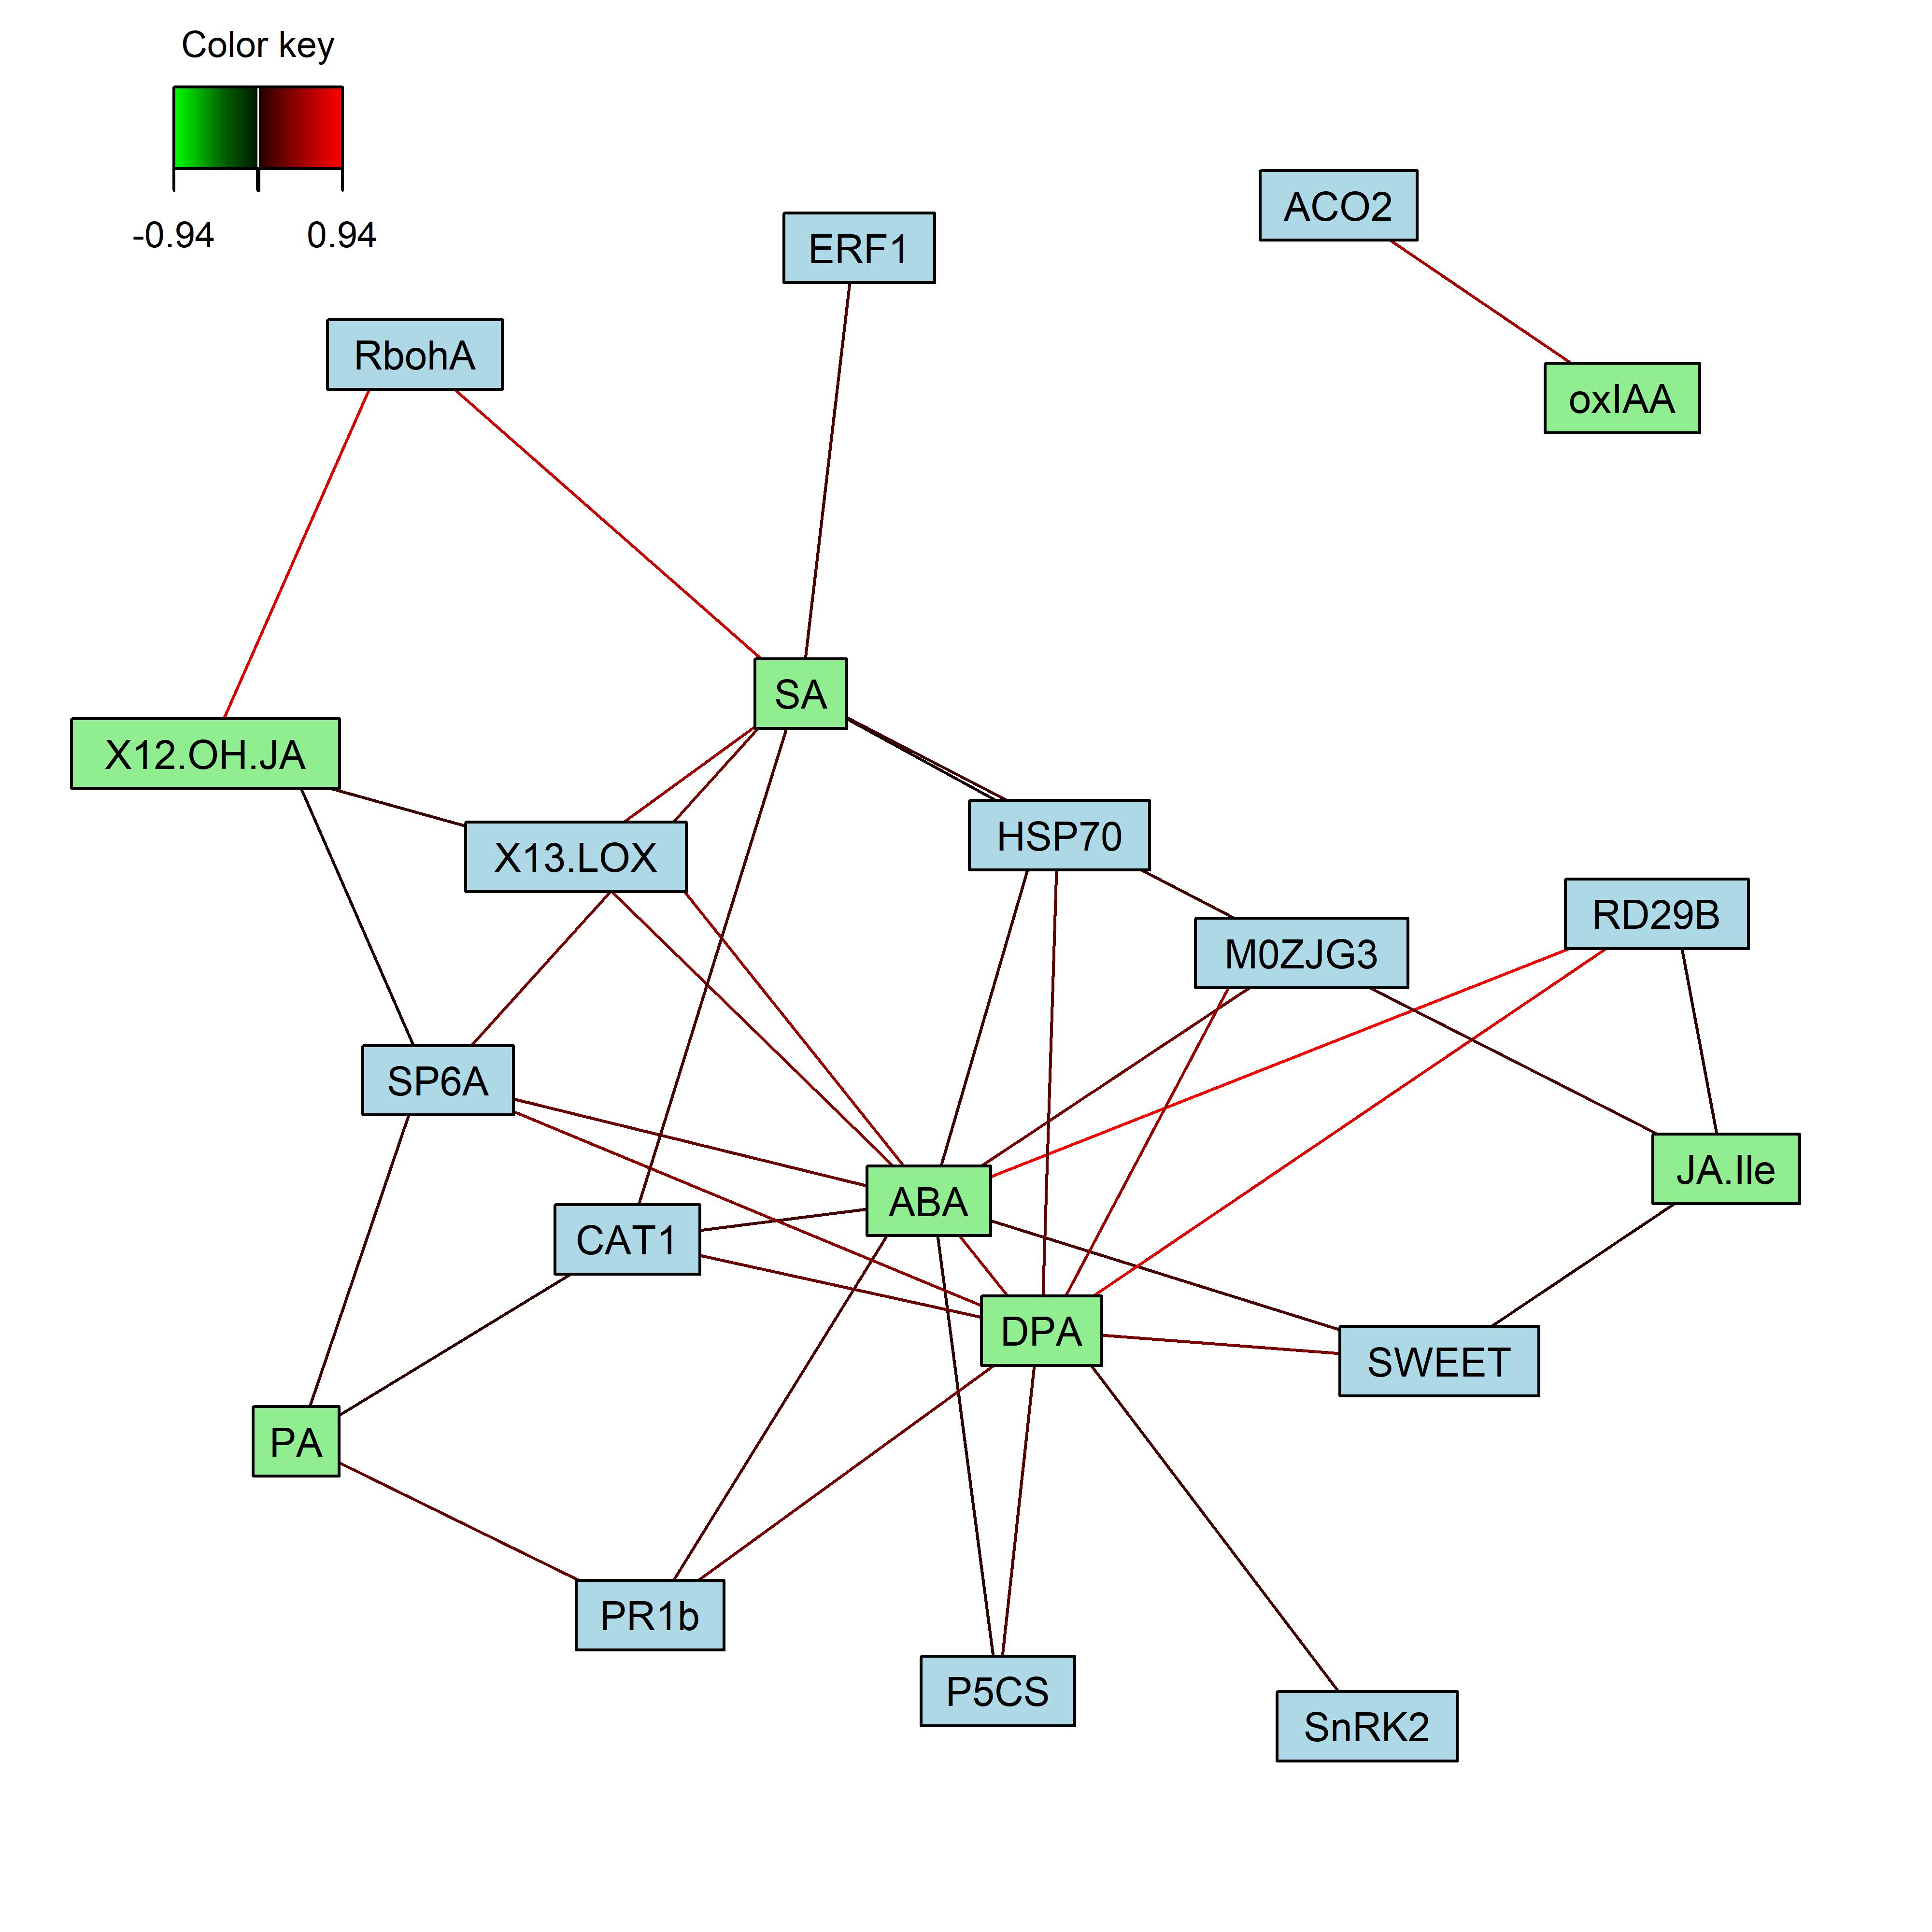 Color key
-0.94
0.94
ACO2
ERF1
RbohA
oxIAA
SA
X12.OH.JA
HSP70
X13.LOX
RD29B
M0ZJG3
SP6A
JA.Ile
ABA
CAT1
DPA
SWEET
PA
PR1b
P5CS
SnRK2